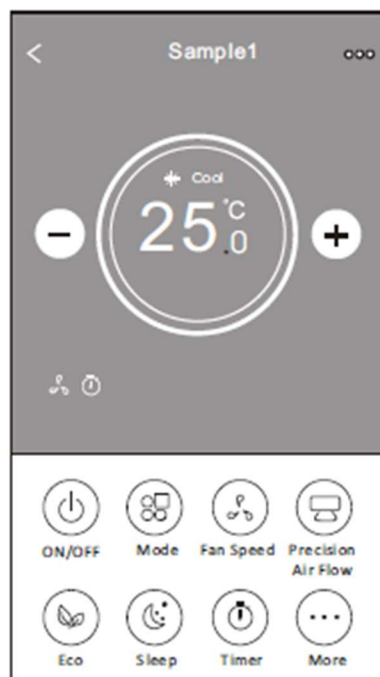 Sample1
Cool
25.0 °C
ON/OFF
Mode
Fan Speed
Precision
Air Flow
Eco
Sleep
Timer
More